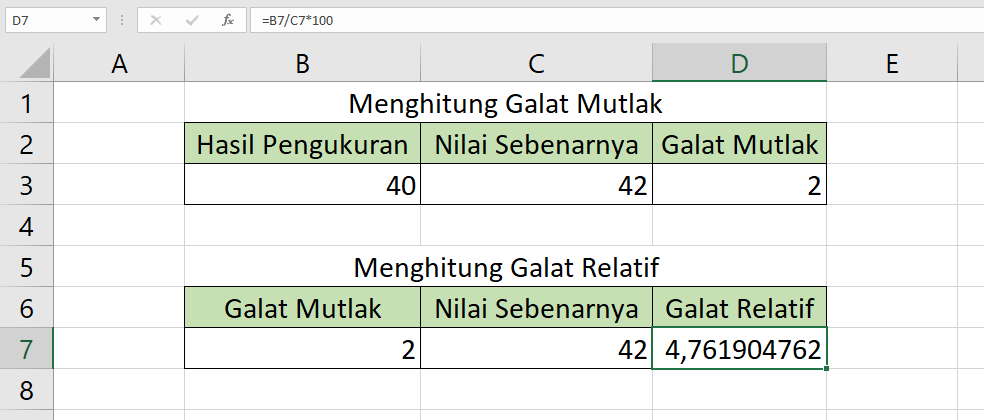 D7 fx =B7/C7*100
A B C D E
1 Menghitung Galat Mutlak
2 Hasil Pengukuran Nilai Sebenarnya Galat Mutlak
3 40 42 2
4
5 Menghitung Galat Relatif
6 Galat Mutlak Nilai Sebenarnya Galat Relatif
7 2 42 4,761904762
8